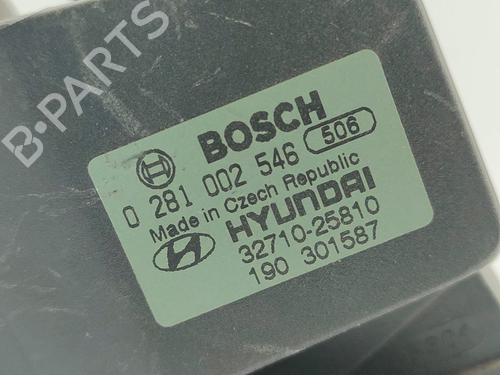 B-PARTS
BOSCH
0 281 002 546 506
Made in Czech Republic
HYUNDAI
32710-25810
190 301587